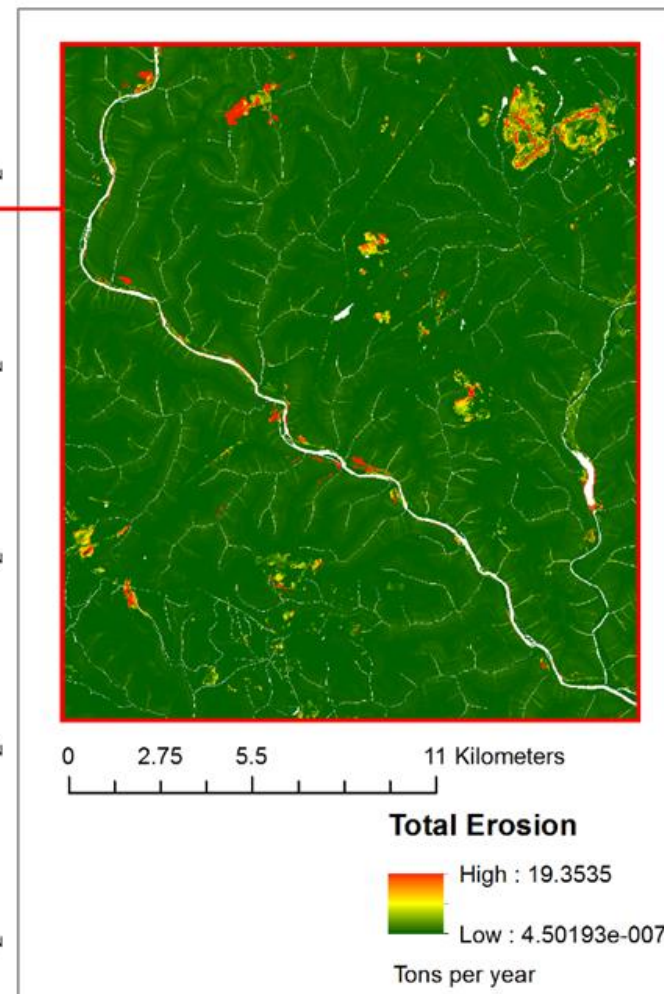 0 2.75 5.5 11 Kilometers
Total Erosion
High : 19.3535
Low : 4.50193e-007
Tons per year